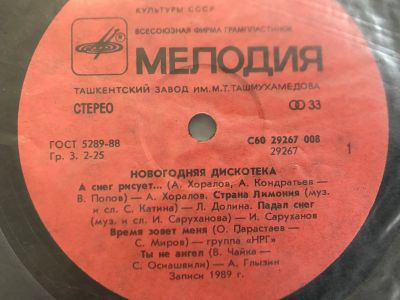 КУЛЬТУРЫ СССР
ВСЕСОЮЗНАЯ ФИРМА ГРАМПЛАСТИНОК
МЕЛОДИЯ
ТАШКЕНТСКИЙ ЗАВОД ИМ. М.Т. ТАШМУХАМЕДОВА
СТЕРЕО 33
ГОСТ 5289-88 С60 29267 008
Гр. 3. 2-25 29267 1
НОВОГОДНЯЯ ДИСКОТЕКА
А снег рисует... (А. Хоралов, А. Кондратьев —
В. Попов) — А. Хоралов. Страна Лимония (муз.
и сл. С. Катина) — Л. Долина. Падал снег
(муз. и сл. И. Саруханова) — И. Саруханов
Время зовет меня (О. Парастаев —
С. Миров) — группа «НРГ»
Ты не ангел (В. Чайка —
С. Осиашвили) — А. Глызин
Записи 1989 г.